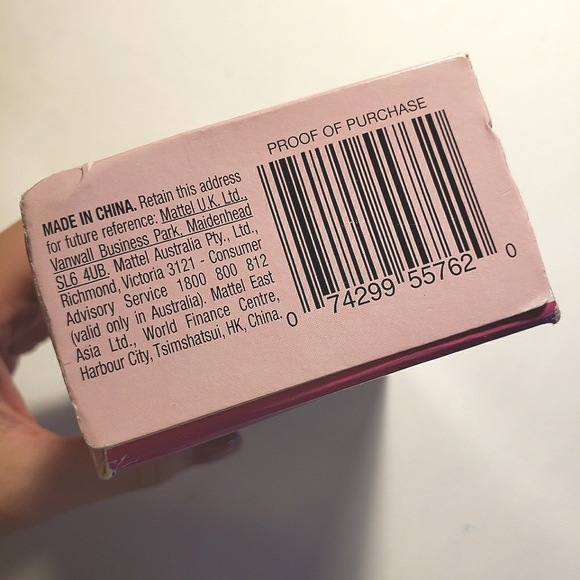 MADE IN CHINA. Retain this address
for future reference: Mattel U.K. Ltd.,
Vanwall Business Park, Maidenhead
SL6 4UB. Mattel Australia Pty., Ltd.,
Richmond, Victoria 3121 - Consumer
Advisory Service 1800 800 812
(valid only in Australia). Mattel East
Asia Ltd., World Finance Centre,
Harbour City, Tsimshatsui, HK, China.
PROOF OF PURCHASE
0 74299 55762 0